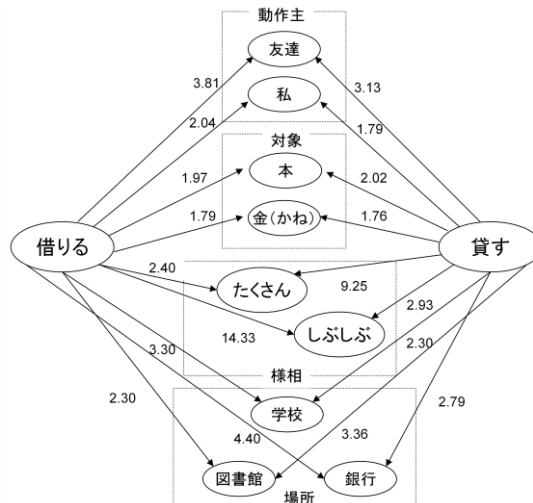 動作主
友達
3.81
3.13
私
2.04
1.79
対象
本
1.97
2.02
金(かね)
1.79
1.76
借りる
貸す
2.40
たくさん
9.25
しぶしぶ
2.93
14.33
3.30
2.30
様相
2.30
学校
2.79
4.40
3.36
図書館
銀行
場所